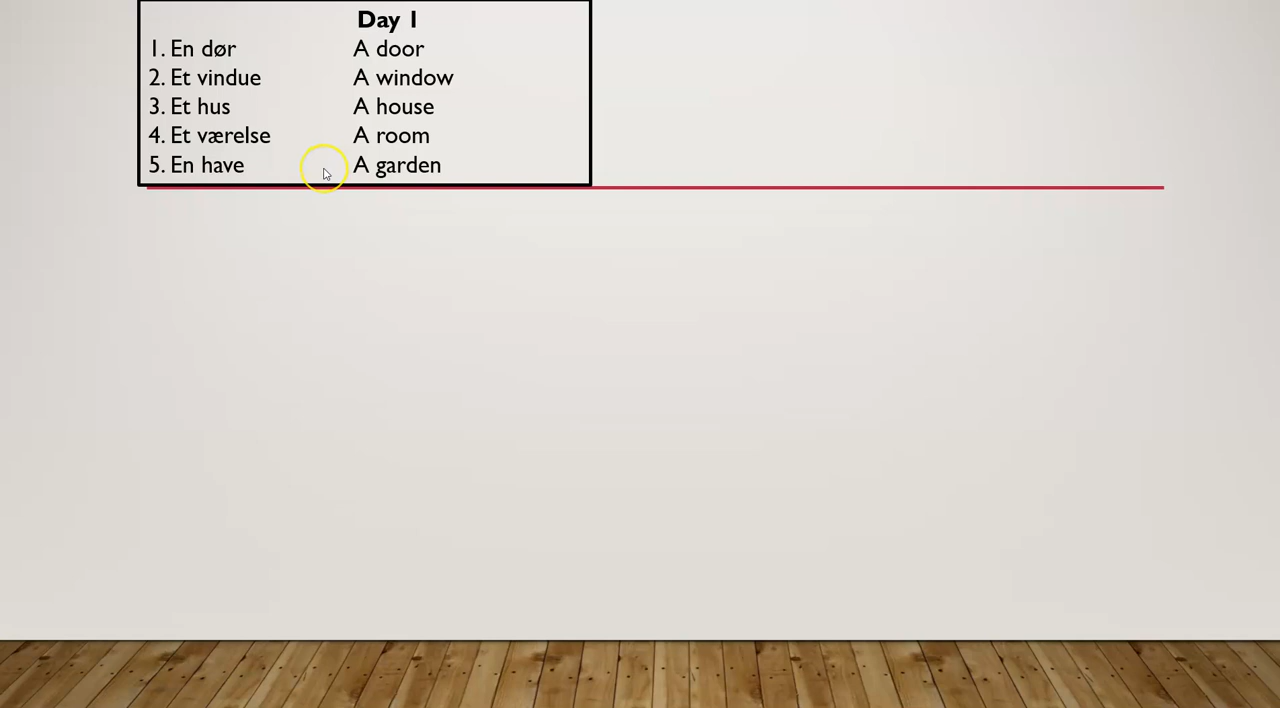 Day 1
1. En dør A door
2. Et vindue A window
3. Et hus A house
4. Et værelse A room
5. En have A garden